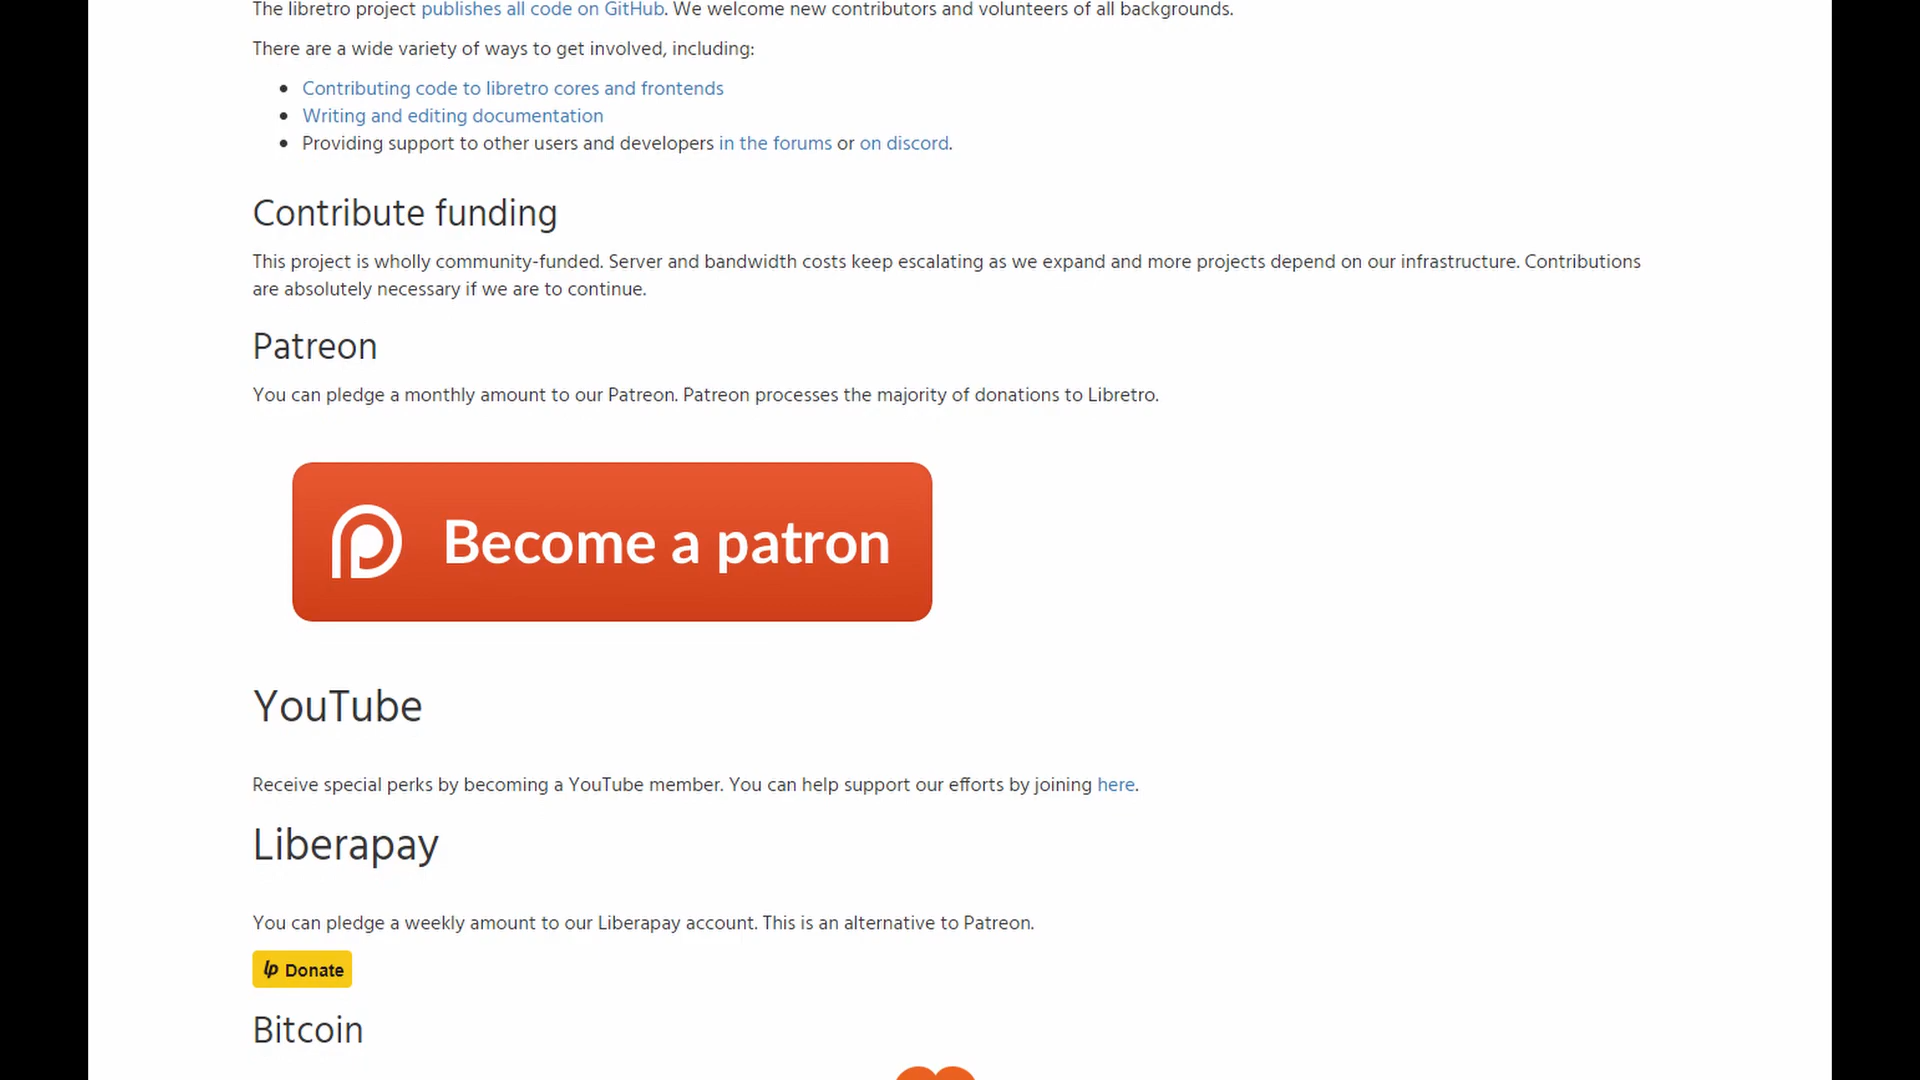 The libretro project publishes all code on GitHub. We welcome new contributors and volunteers of all backgrounds.
There are a wide variety of ways to get involved, including:
Contributing code to libretro cores and frontends
Writing and editing documentation
Providing support to other users and developers in the forums or on discord.
Contribute funding
This project is wholly community-funded. Server and bandwidth costs keep escalating as we expand and more projects depend on our infrastructure. Contributions
are absolutely necessary if we are to continue.
Patreon
You can pledge a monthly amount to our Patreon. Patreon processes the majority of donations to Libretro.
Become a patron
YouTube
Receive special perks by becoming a YouTube member. You can help support our efforts by joining here.
Liberapay
You can pledge a weekly amount to our Liberapay account. This is an alternative to Patreon.
lp Donate
Bitcoin